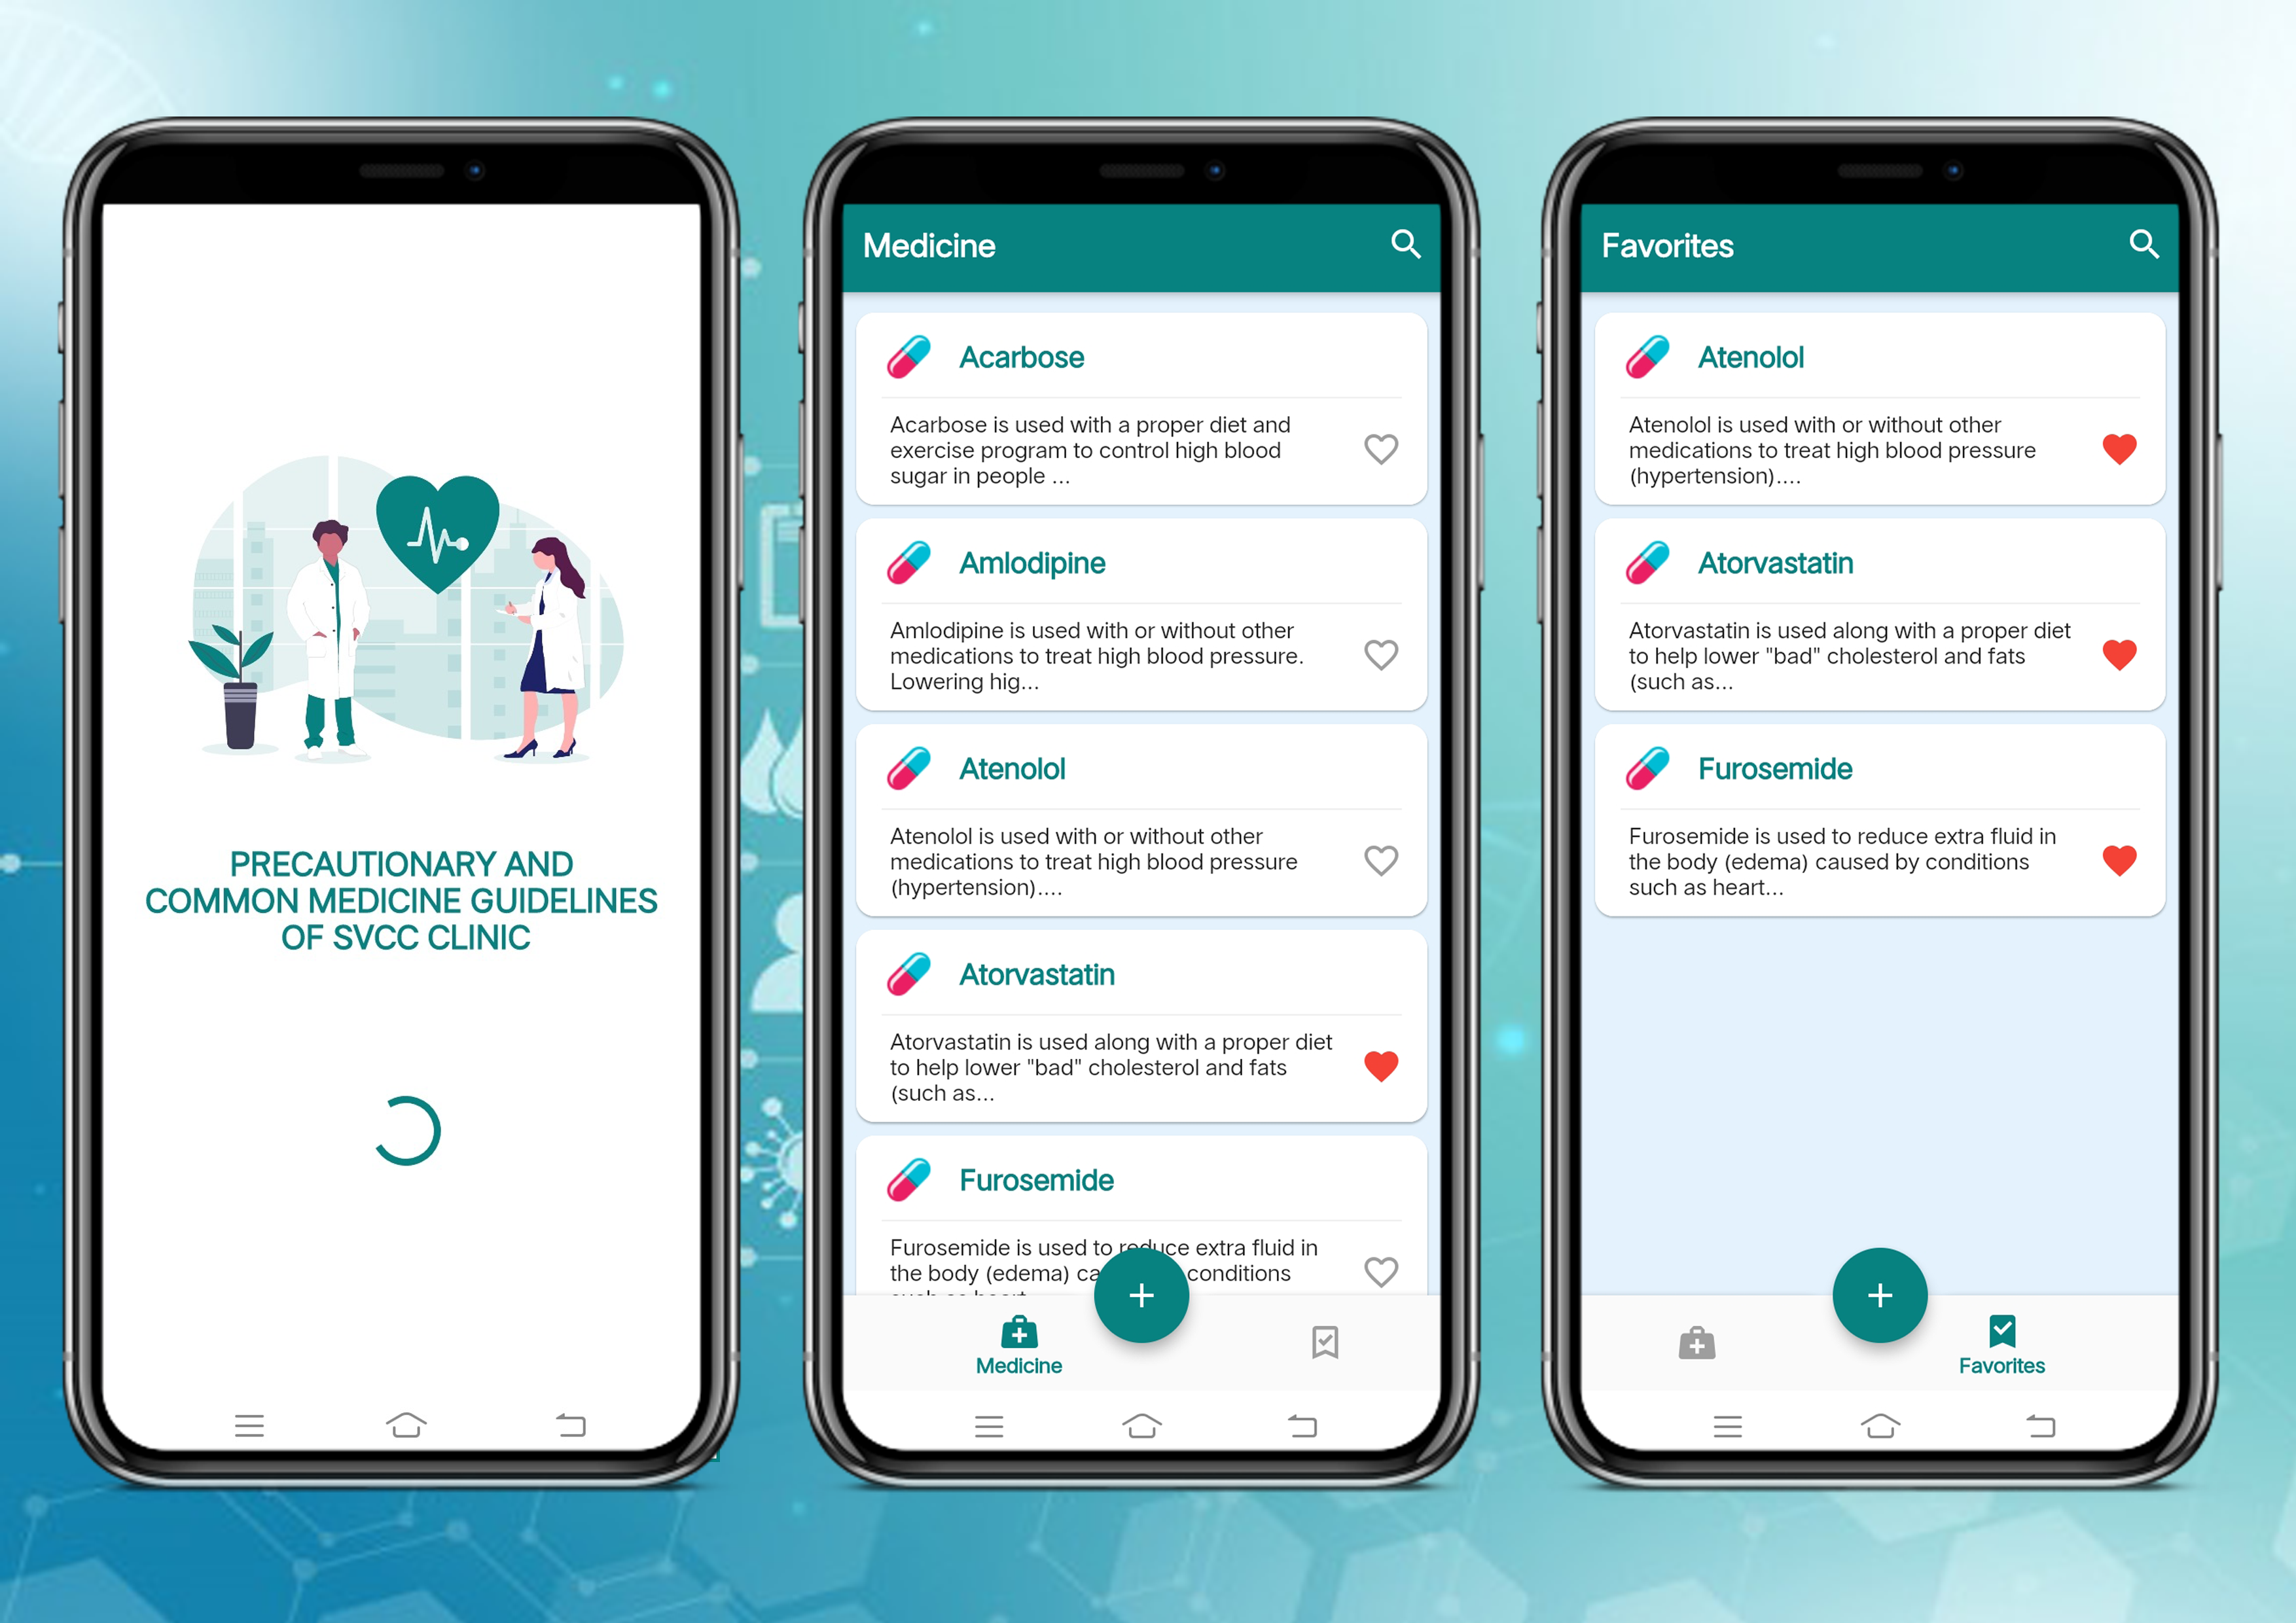 PRECAUTIONARY AND
COMMON MEDICINE GUIDELINES
OF SVCC CLINIC
Medicine
Acarbose
Acarbose is used with a proper diet and
exercise program to control high blood
sugar in people ...
Amlodipine
Amlodipine is used with or without other
medications to treat high blood pressure.
Lowering hig...
Atenolol
Atenolol is used with or without other
medications to treat high blood pressure
(hypertension)....
Atorvastatin
Atorvastatin is used along with a proper diet
to help lower "bad" cholesterol and fats
(such as...
Furosemide
Furosemide is used to reduce extra fluid in
the body (edema) conditions
Medicine
Favorites
Atenolol
Atenolol is used with or without other
medications to treat high blood pressure
(hypertension)....
Atorvastatin
Atorvastatin is used along with a proper diet
to help lower "bad" cholesterol and fats
(such as...
Furosemide
Furosemide is used to reduce extra fluid in
the body (edema) caused by conditions
such as heart...
Favorites